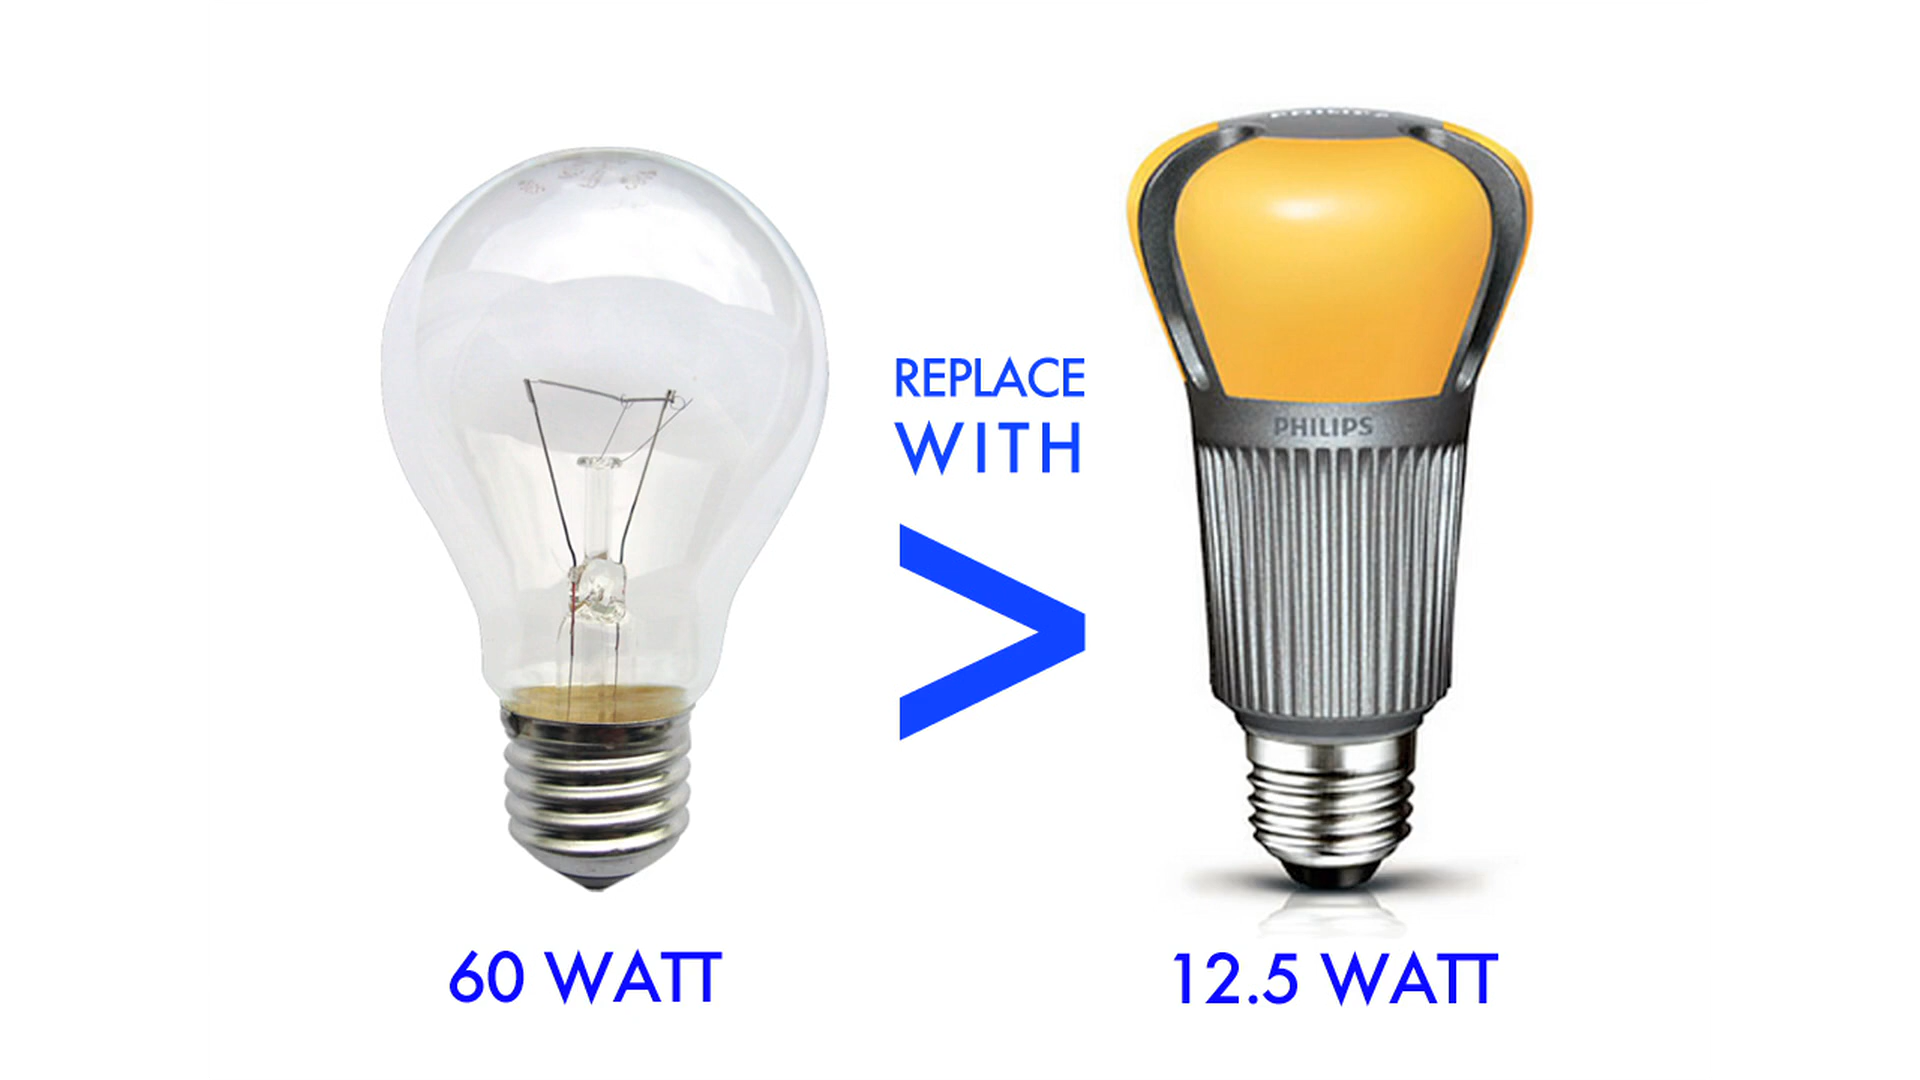 REPLACE
WITH
>
PHILIPS
60 WATT
12.5 WATT